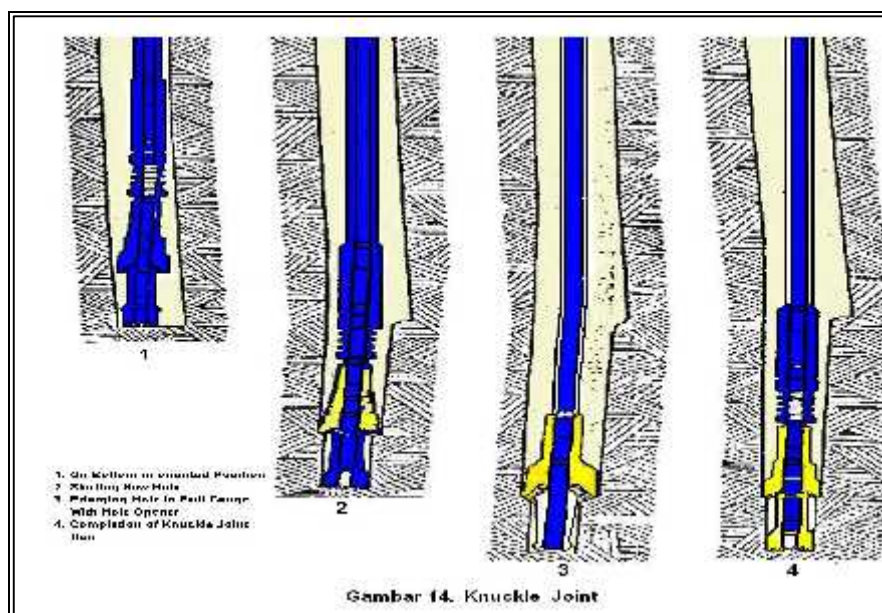 1
2
3
4
1. On Bottom in oriented Position
2. Starting New Hole
3. Enlarging Hole to Full Gauge
With Hole Opener
4. Completion of Knuckle Joint
Run
Gambar 14. Knuckle Joint